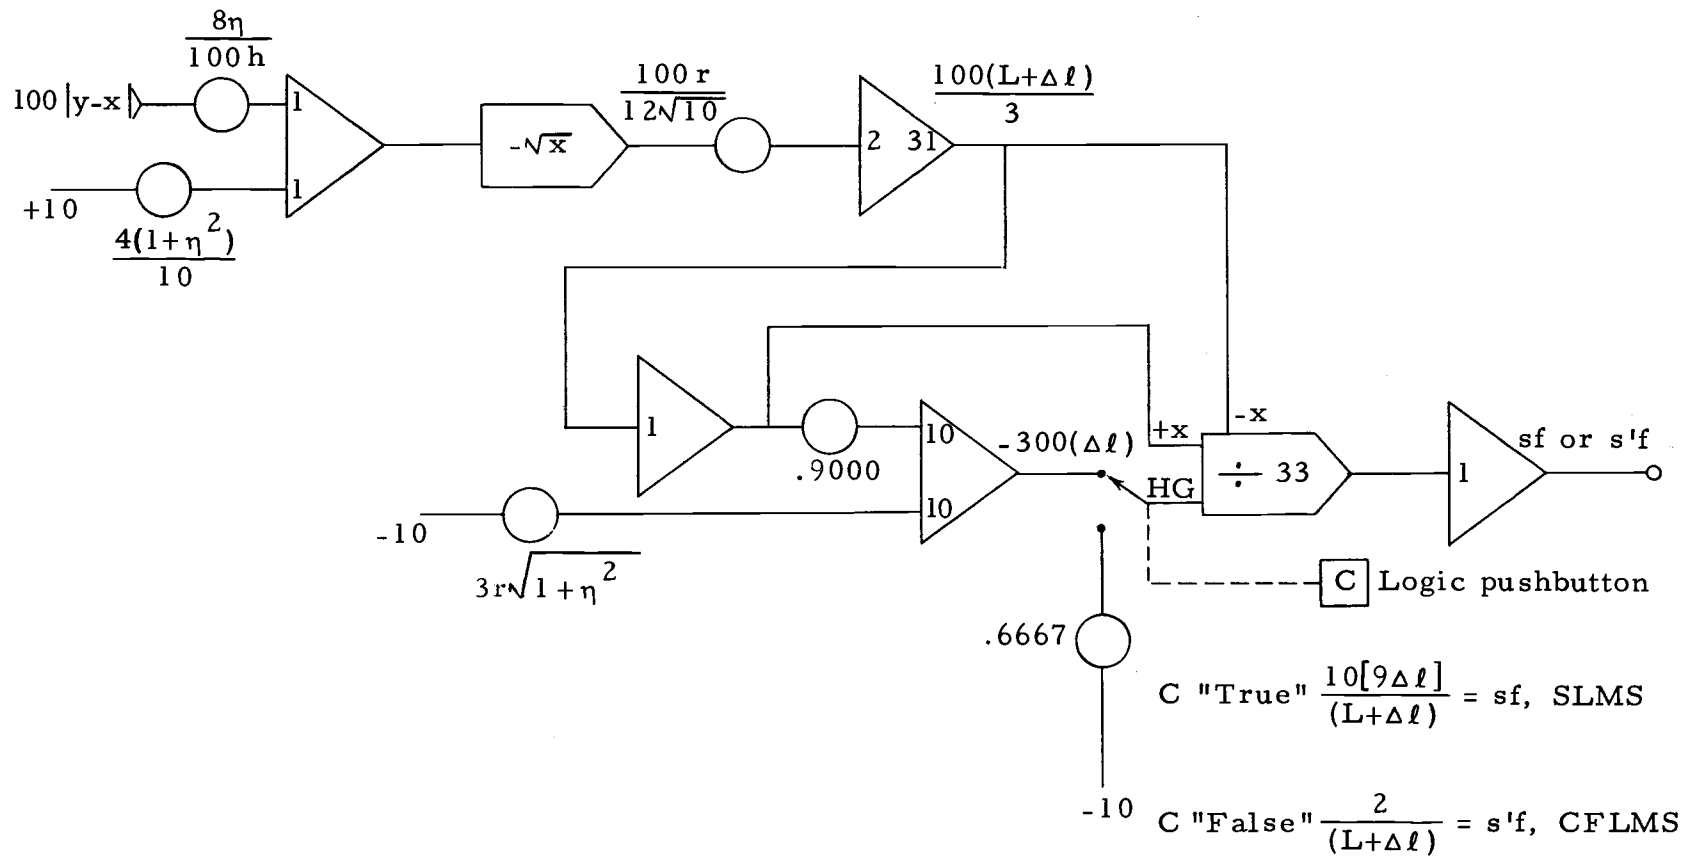 8η
100 h
100 |y-x|
1
1
+10
4(1+η²)
10
-√x
100 r
12√10
2 31
100(L+Δℓ)
3
1
.9000
10
10
-10
3r√1+η²
-300(Δℓ)
+x
-x
HG
÷ 33
1
sf or s'f
C Logic pushbutton
.6667
-10
C "True" 10[9Δℓ]/(L+Δℓ) = sf, SLMS
C "False" 2/(L+Δℓ) = s'f, CFLMS